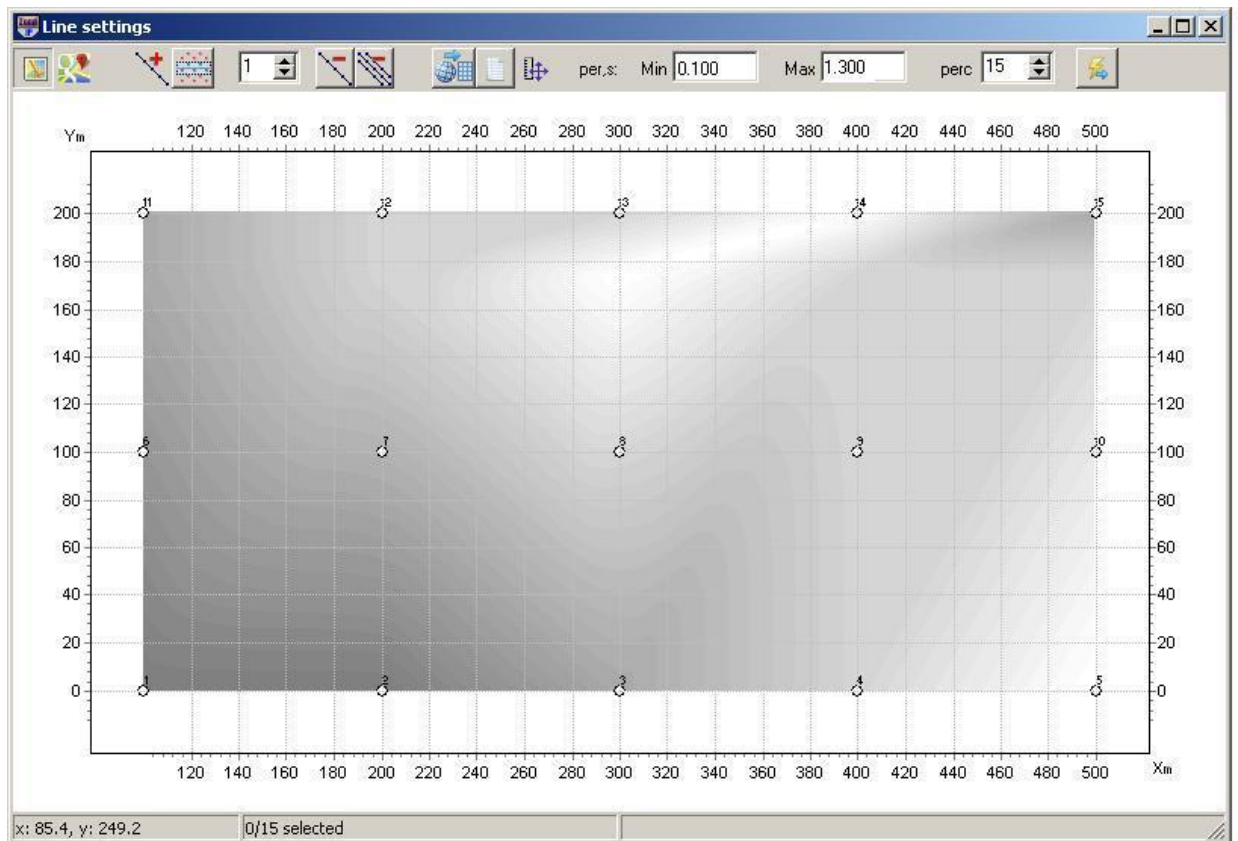 Line settings
1 per,s: Min 0.100 Max 1.300 perc 15
Ym 120 140 160 180 200 220 240 260 280 300 320 340 360 380 400 420 440 460 480 500
11 12 13 14 15
200 200
180 180
160 160
140 140
120 120
6 7 8 9 10
100 100
80 80
60 60
40 40
20 20
1 2 3 4 5
0 0
120 140 160 180 200 220 240 260 280 300 320 340 360 380 400 420 440 460 480 500 Xm
x: 85.4, y: 249.2 0/15 selected